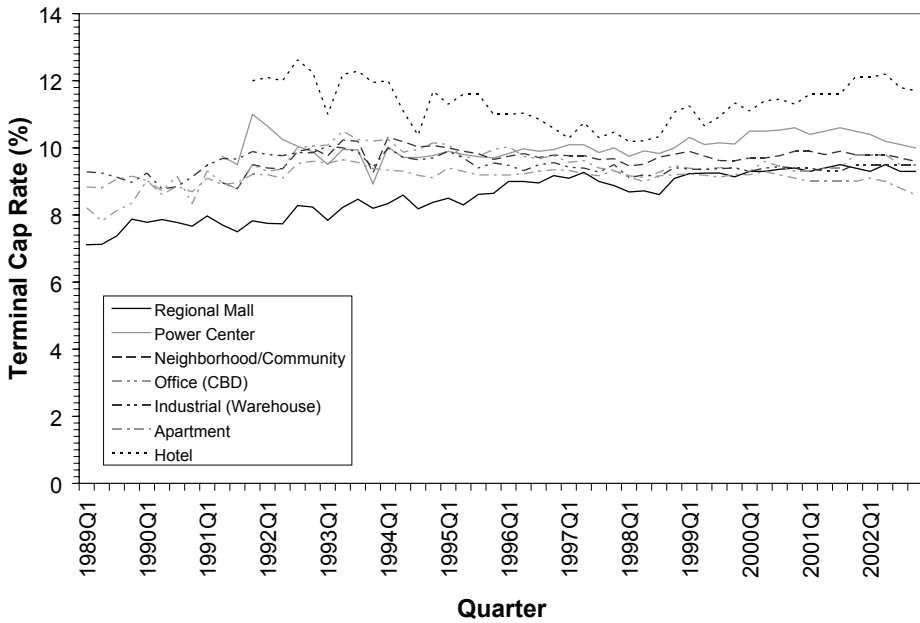 Terminal Cap Rate (%)
14
12
10
8
6
4
2
0
Regional Mall
Power Center
Neighborhood/Community
Office (CBD)
Industrial (Warehouse)
Apartment
Hotel
1989Q1
1990Q1
1991Q1
1992Q1
1993Q1
1994Q1
1995Q1
1996Q1
1997Q1
1998Q1
1999Q1
2000Q1
2001Q1
2002Q1
Quarter